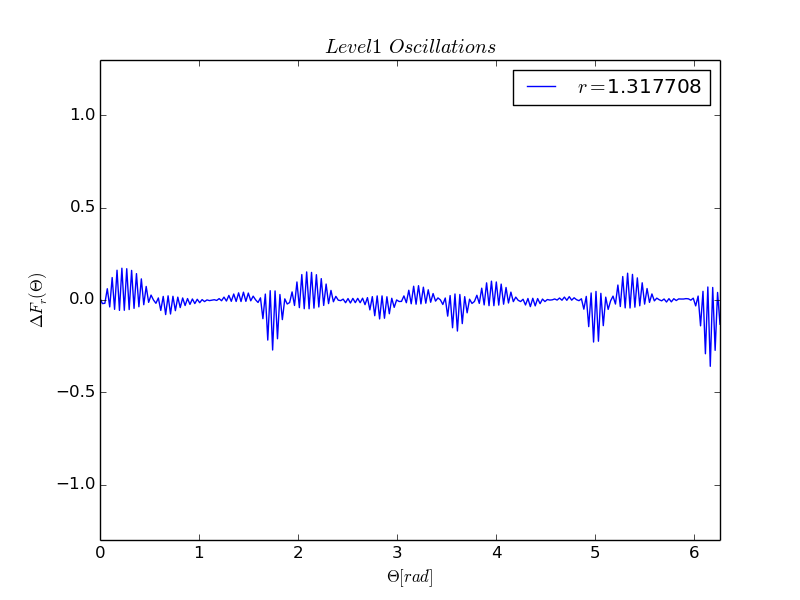 Level1 Oscillations
r=1.317708
1.0
0.5
0.0
−0.5
−1.0
ΔF_r(Θ)
0 1 2 3 4 5 6
Θ[rad]